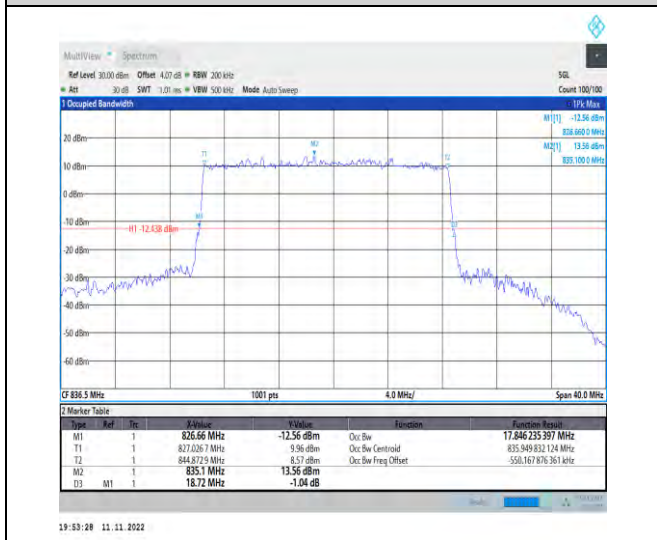 MultiView Spectrum
Ref Level 30.00 dBm Offset 4.07 dB RBW 200 kHz SGL
Att 30 dB SWT 1.01 ms VBW 500 kHz Mode Auto Sweep Count 100/100
1 Occupied Bandwidth 1Pk Max
M1[1] -12.56 dBm
826.660 0 MHz
M2[1] 13.56 dBm
835.100 0 MHz
20 dBm
M2
T1
T2
10 dBm
0 dBm
M1
-10 dBm
H1 -12.438 dBm
D3
-20 dBm
-30 dBm
-40 dBm
-50 dBm
-60 dBm
CF 836.5 MHz 1001 pts 4.0 MHz/ Span 40.0 MHz
2 Marker Table
Type Ref Trc X-Value Y-Value Function Function Result
M1 1 826.66 MHz -12.56 dBm Occ Bw 17.846 235 397 MHz
T1 1 827.026 7 MHz 9.96 dBm Occ Bw Centroid 835.949 832 124 MHz
T2 1 844.872 9 MHz 8.57 dBm Occ Bw Freq Offset -550.167 876 361 kHz
M2 1 835.1 MHz 13.56 dBm
D3 M1 1 18.72 MHz -1.04 dB
19:53:28 11.11.2022